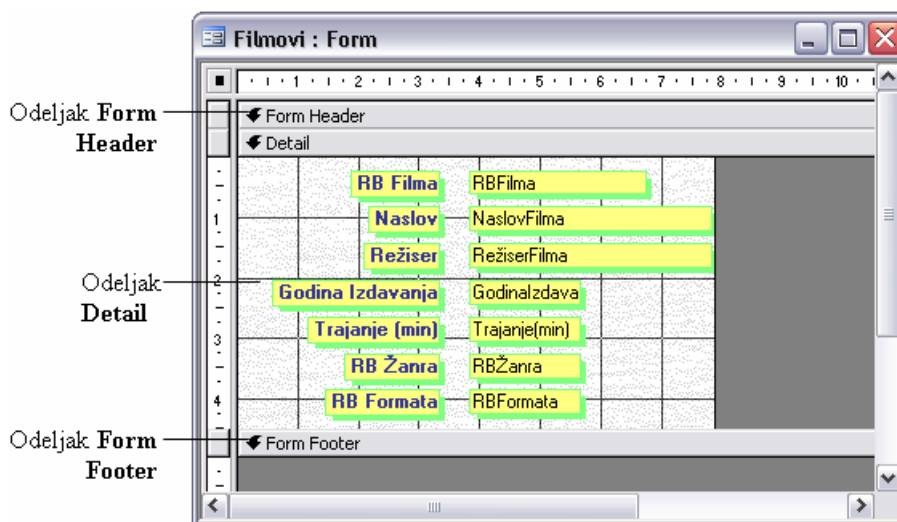 Filmovi : Form
1 2 3 4 5 6 7 8 9 10
Odeljak Form Header
Form Header
Detail
RB Filma RBFilma
1
Naslov NaslovFilma
Režiser RežiserFilma
2
Odeljak Detail
Godina Izdavanja GodinaIzdava
Trajanje (min) Trajanje(min)
3
RB Žanra RBŽanra
4
RB Formata RBFormata
Odeljak Form Footer
Form Footer